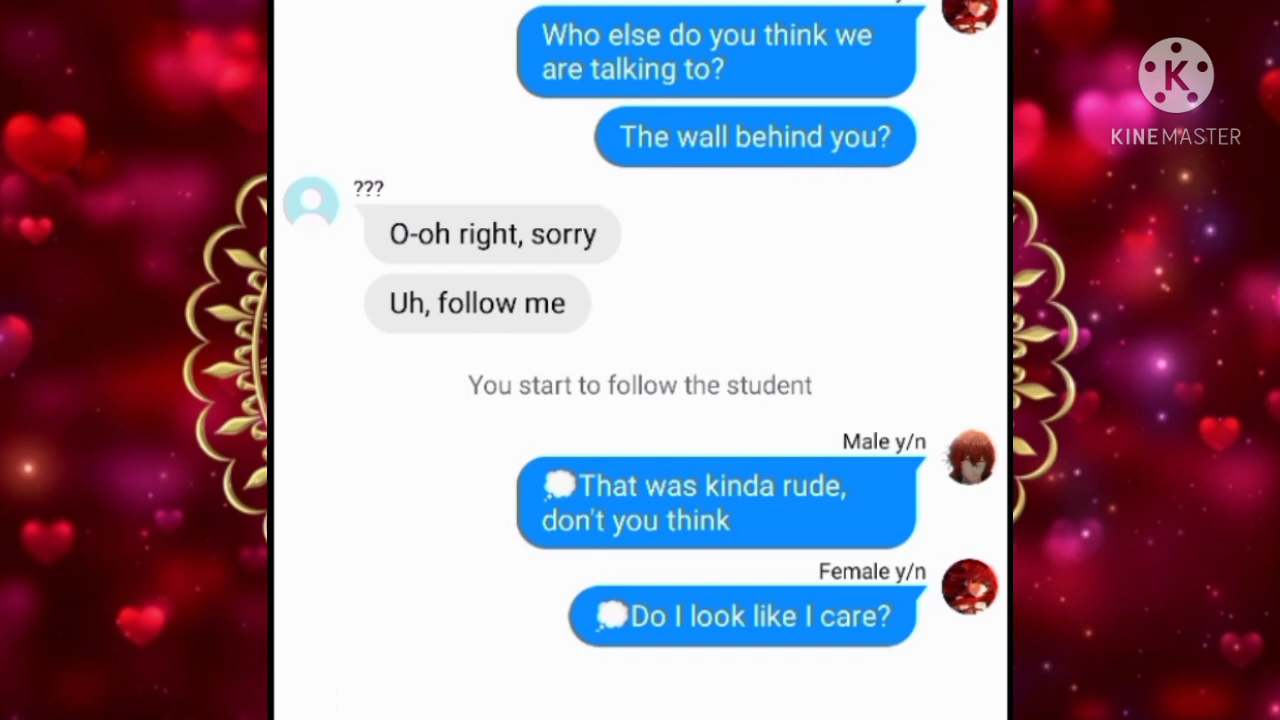 Who else do you think we
are talking to?
The wall behind you?
???
O-oh right, sorry
Uh, follow me
You start to follow the student
Male y/n
💭That was kinda rude,
don't you think
Female y/n
💭Do I look like I care?
K
KINEMASTER